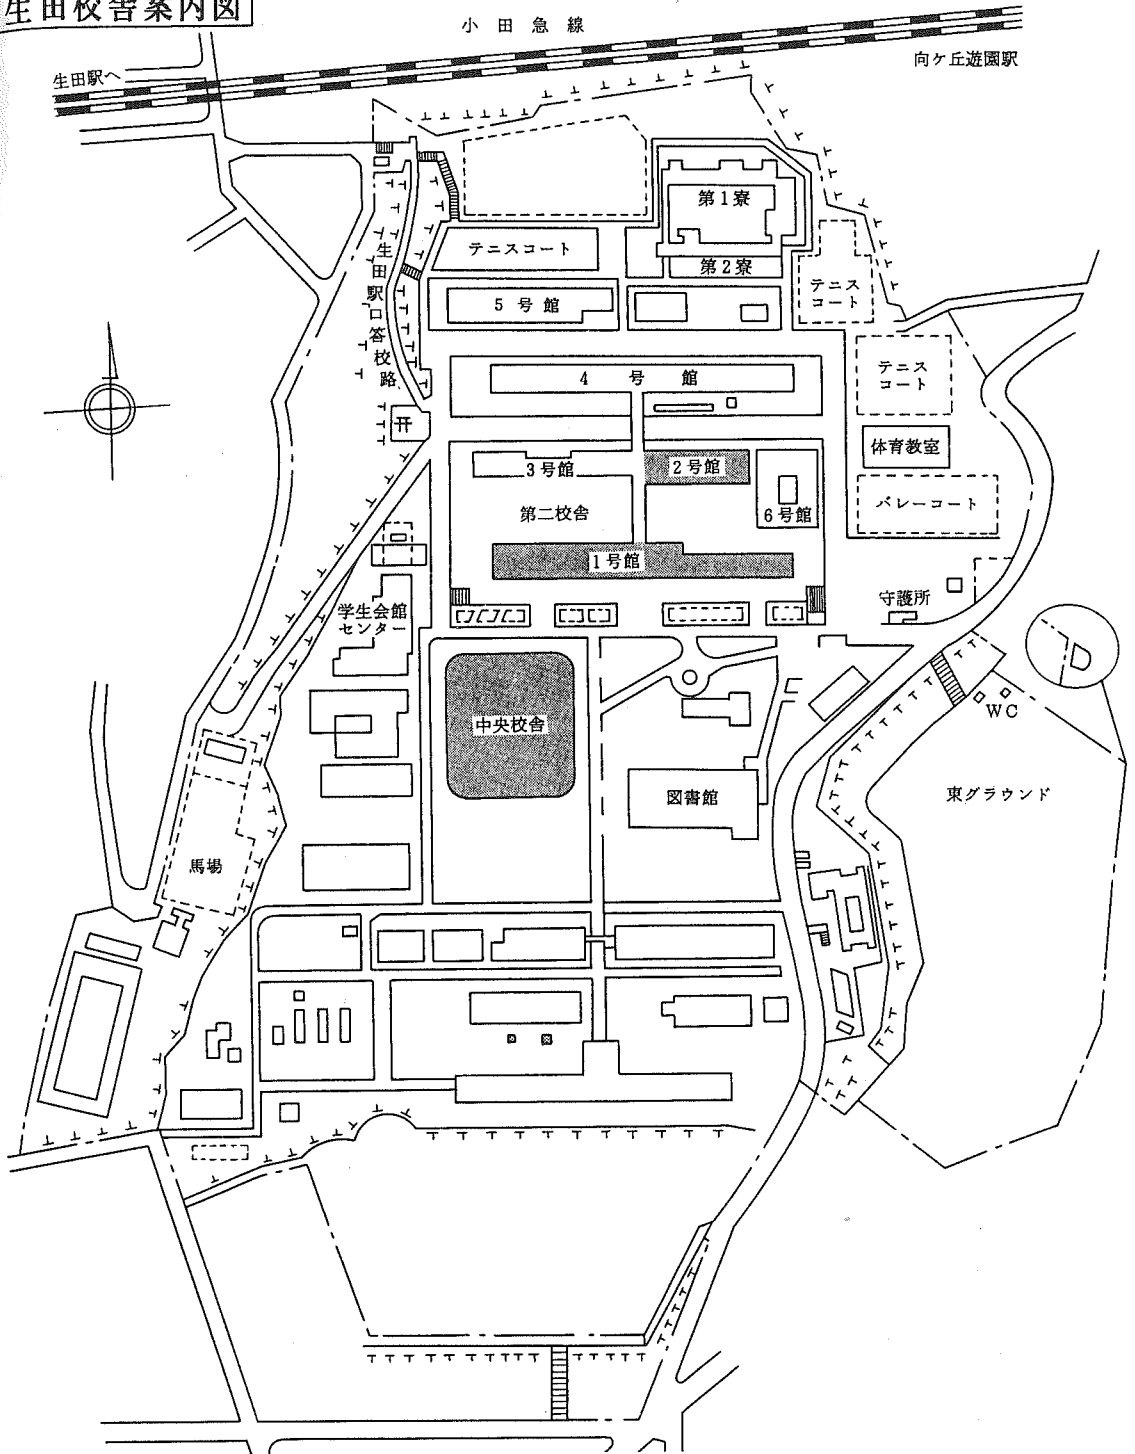 生田校舎案内図
小田急線
生田駅へ
向ケ丘遊園駅
第1寮
テニスコート
第2寮
生田駅口答校路
テニス
コート
5号館
4号館
テニス
コート
体育教室
3号館
2号館
バレーコート
第二校舎
6号館
1号館
守護所
学生会館
センター
WC
中央校舎
図書館
東グラウンド
馬場